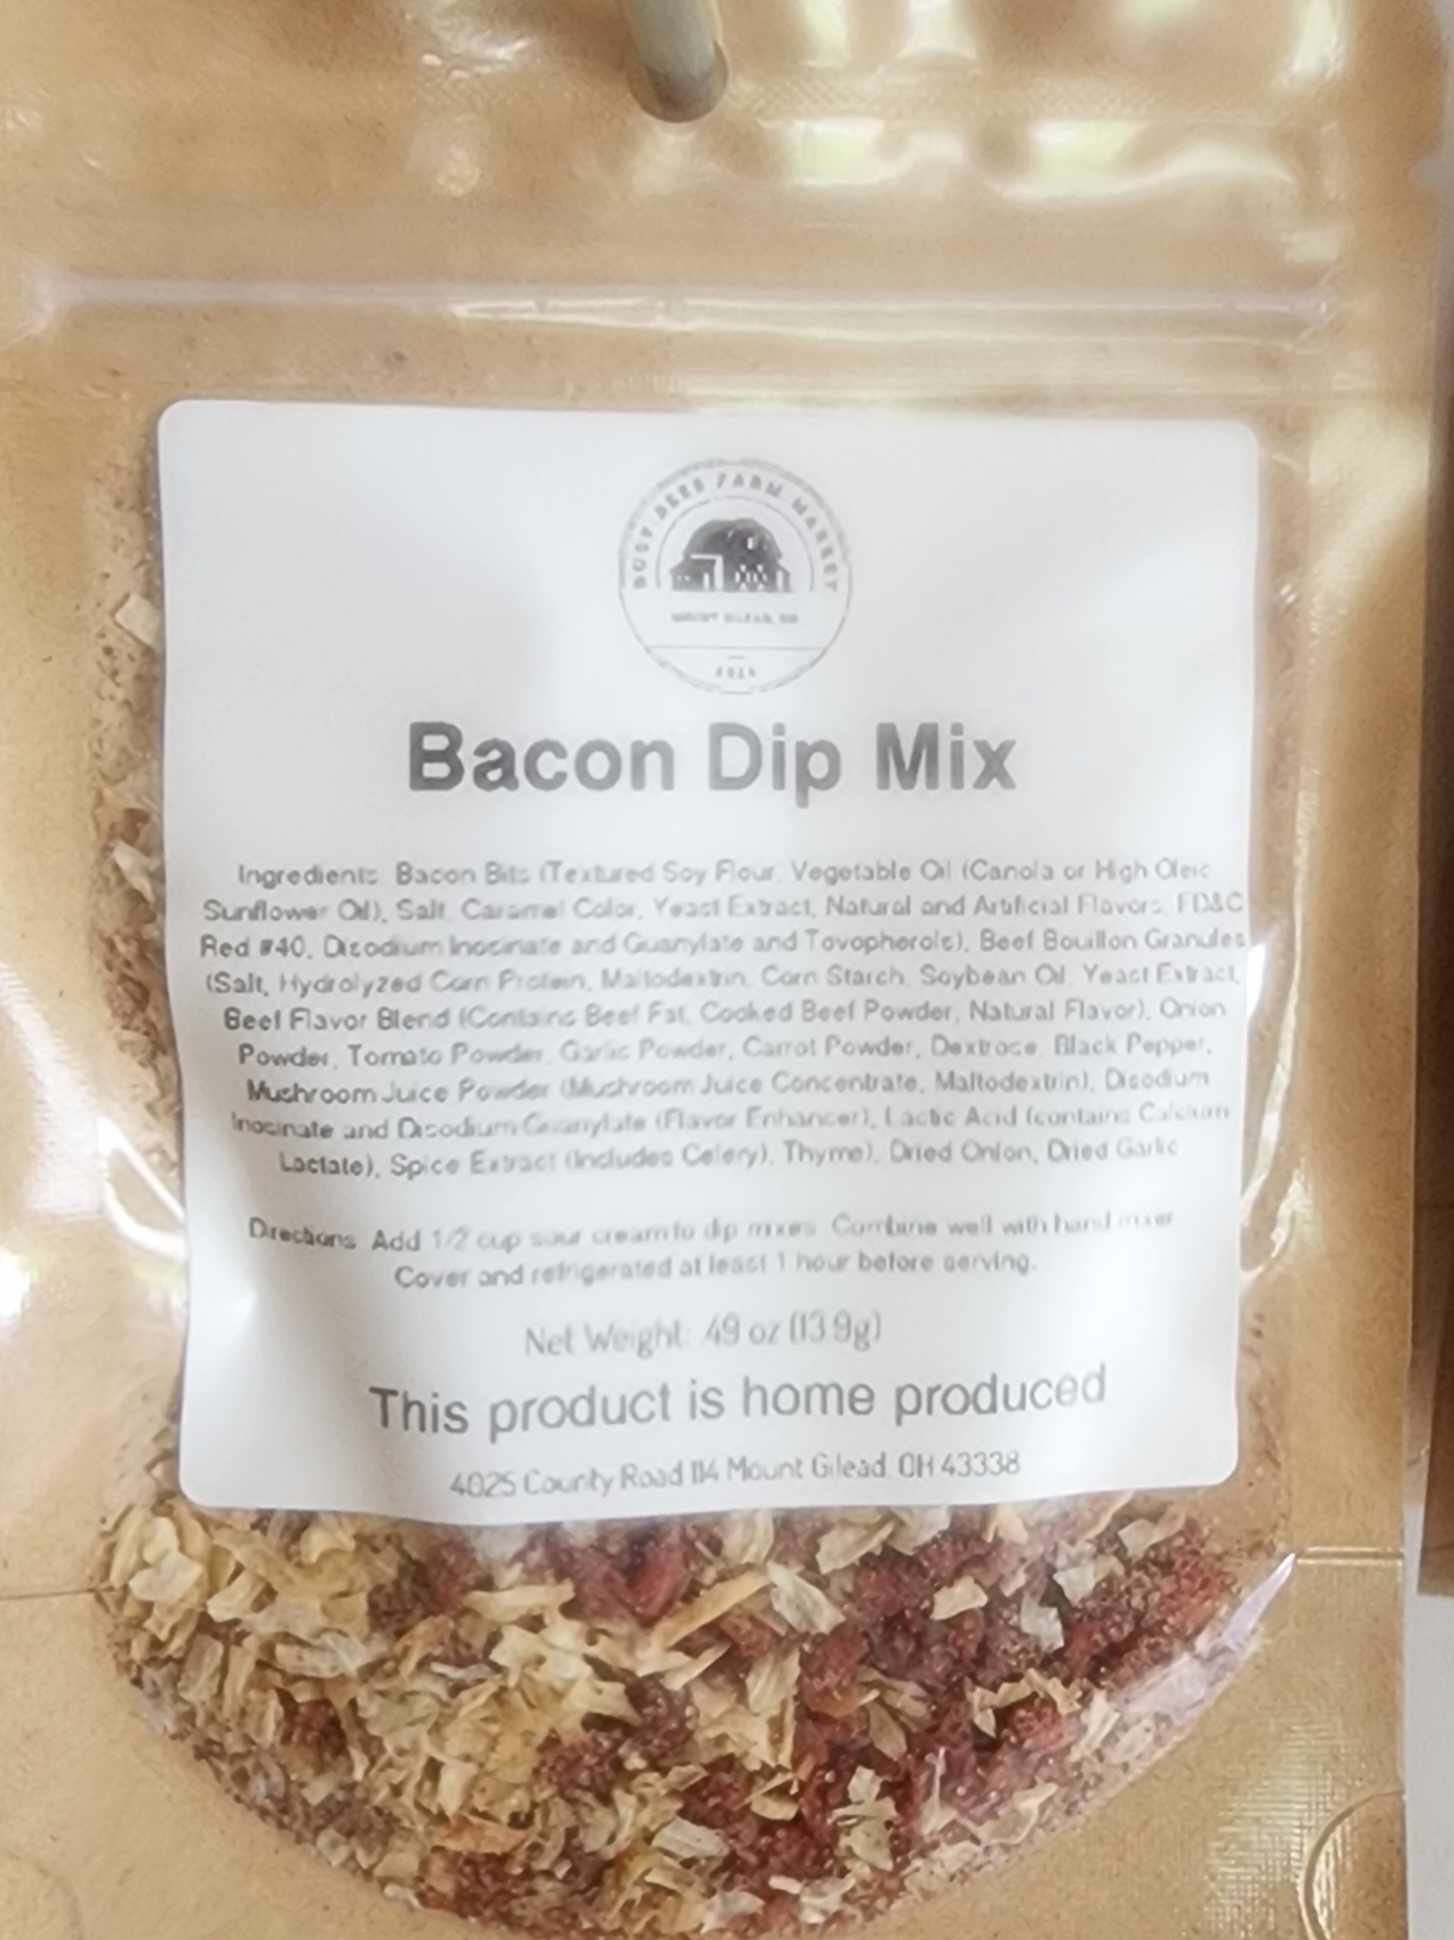 BUSY BEES FARM MARKET
MOUNT GILEAD, OH
Bacon Dip Mix
Ingredients: Bacon Bits (Textured Soy Flour, Vegetable Oil (Canola or High Oleic
Sunflower Oil), Salt, Caramel Color, Yeast Extract, Natural and Artificial Flavors, FD&C
Red #40, Disodium Inosinate and Guanylate and Tovopherols), Beef Bouillon Granules
(Salt, Hydrolyzed Corn Protein, Maltodextrin, Corn Starch, Soybean Oil, Yeast Extract,
Beef Flavor Blend (Contains Beef Fat, Cooked Beef Powder, Natural Flavor), Onion
Powder, Tomato Powder, Garlic Powder, Carrot Powder, Dextrose, Black Pepper,
Mushroom Juice Powder (Mushroom Juice Concentrate, Maltodextrin), Disodium
Inosinate and Disodium Guanylate (Flavor Enhancer), Lactic Acid (contains Calcium
Lactate), Spice Extract (Includes Celery), Thyme), Dried Onion, Dried Garlic
Directions: Add 1/2 cup sour cream to dip mixes. Combine well with hand mixer
Cover and refrigerated at least 1 hour before serving.
Net Weight: .49 oz (13.9g)
This product is home produced
4025 County Road 114 Mount Gilead, OH 43338